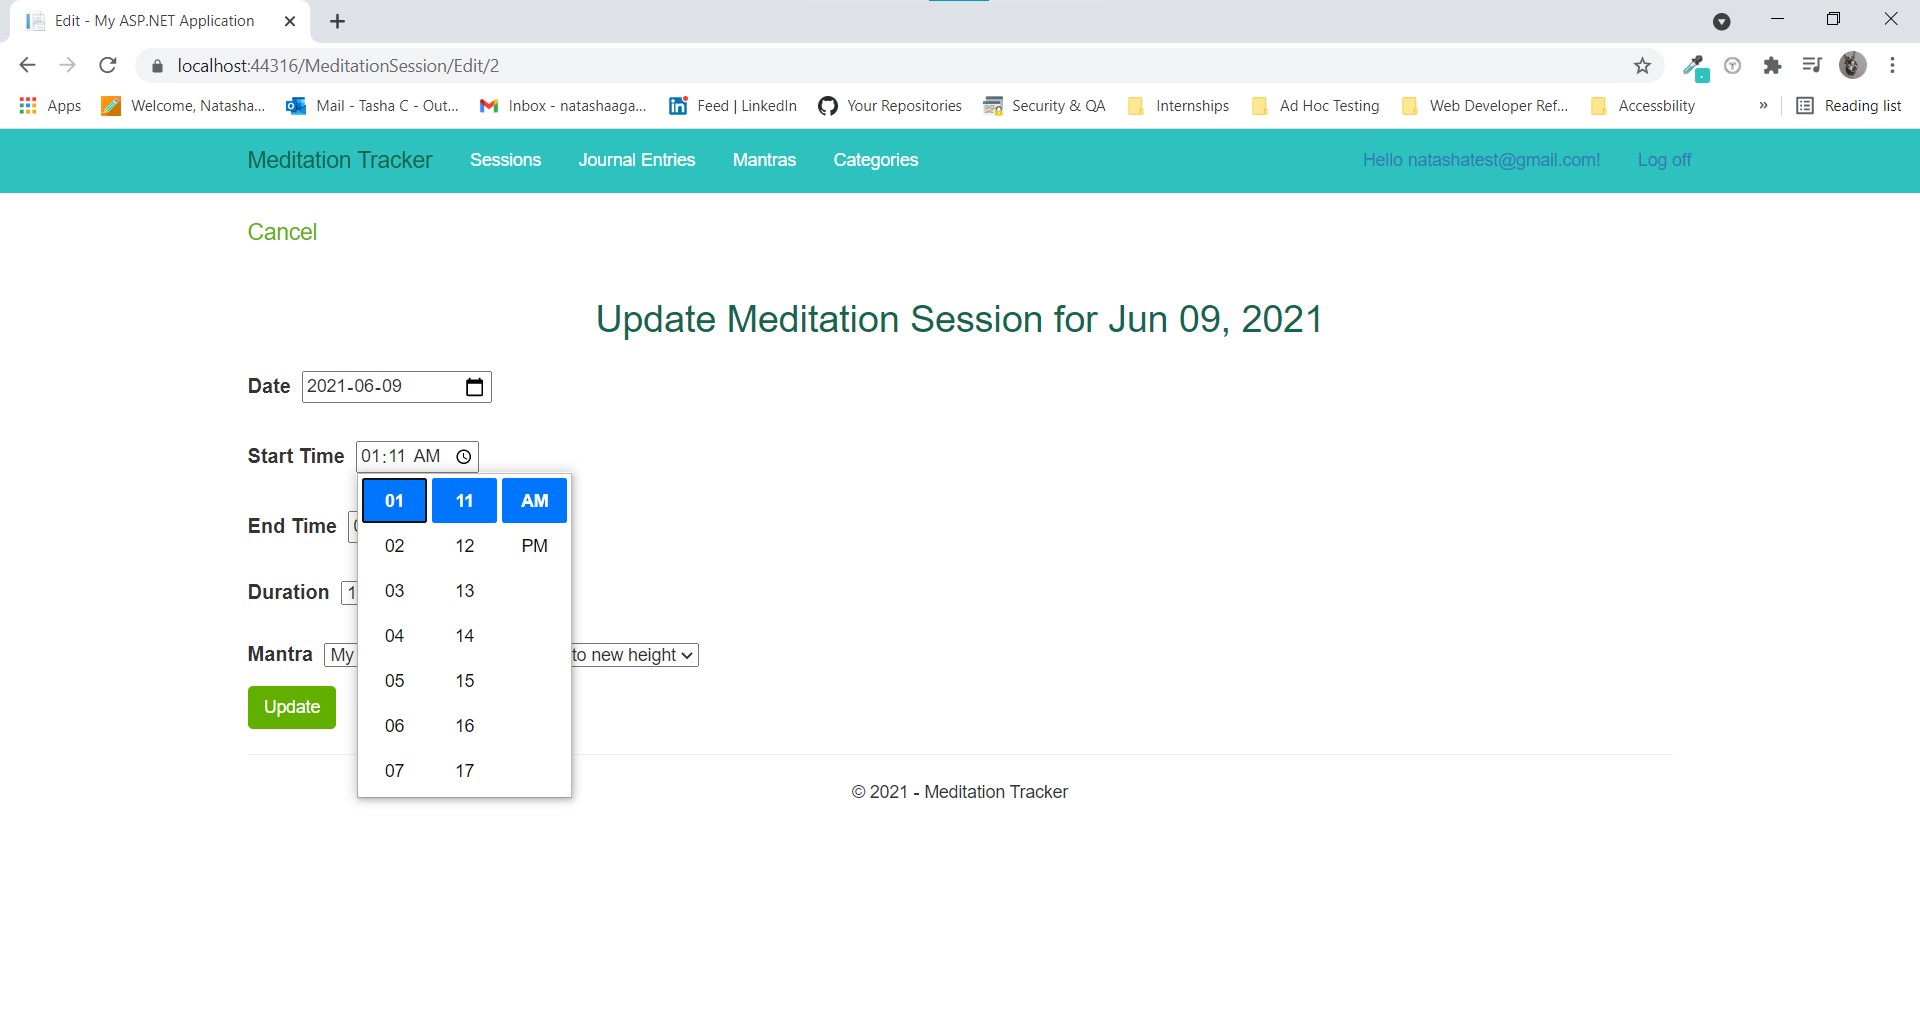 Edit - My ASP.NET Application
localhost:44316/MeditationSession/Edit/2
Apps Welcome, Natasha... Mail - Tasha C - Out... Inbox - natashaaga... Feed | LinkedIn Your Repositories Security & QA Internships Ad Hoc Testing Web Developer Ref... Accessbility » Reading list
Meditation Tracker Sessions Journal Entries Mantras Categories Hello natashatest@gmail.com! Log off
Cancel
Update Meditation Session for Jun 09, 2021
Date 2021-06-09
Start Time 01:11 AM
01 11 AM
End Time
02 12 PM
Duration 1
03 13
04 14
Mantra My to new height
05 15
Update
06 16
07 17
© 2021 - Meditation Tracker